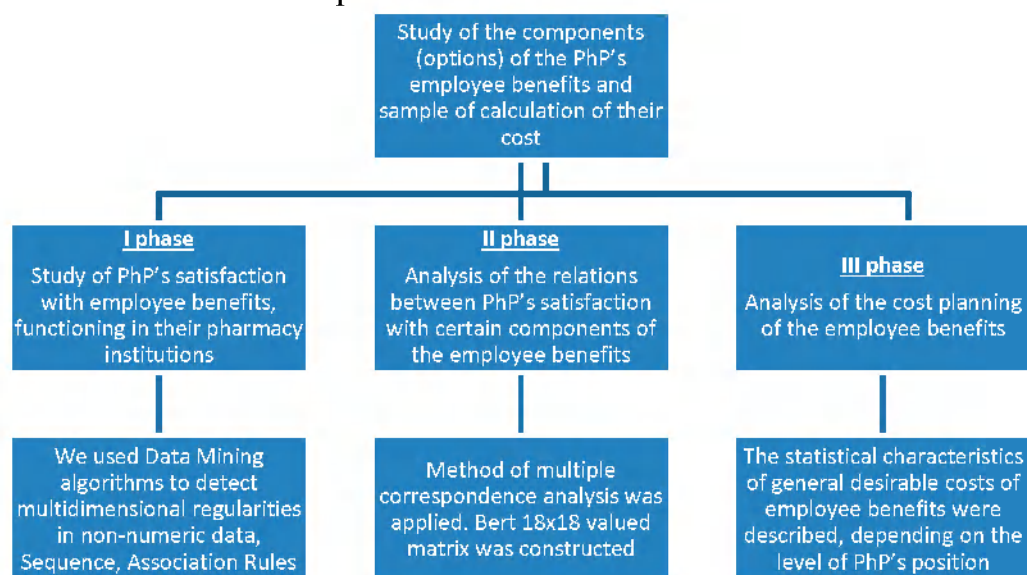 Study of the components
(options) of the PhP's
employee benefits and
sample of calculation of their
cost
I phase
Study of PhP's satisfaction
with employee benefits,
functioning in their pharmacy
institutions
II phase
Analysis of the relations
between PhP's satisfaction
with certain components of
the employee benefits
III phase
Analysis of the cost planning
of the employee benefits
We used Data Mining
algorithms to detect
multidimensional regularities
in non-numeric data,
Sequence, Association Rules
Method of multiple
correspondence analysis was
applied. Bert 18x18 valued
matrix was constructed
The statistical characteristics
of general desirable costs of
employee benefits were
described, depending on the
level of PhP's position